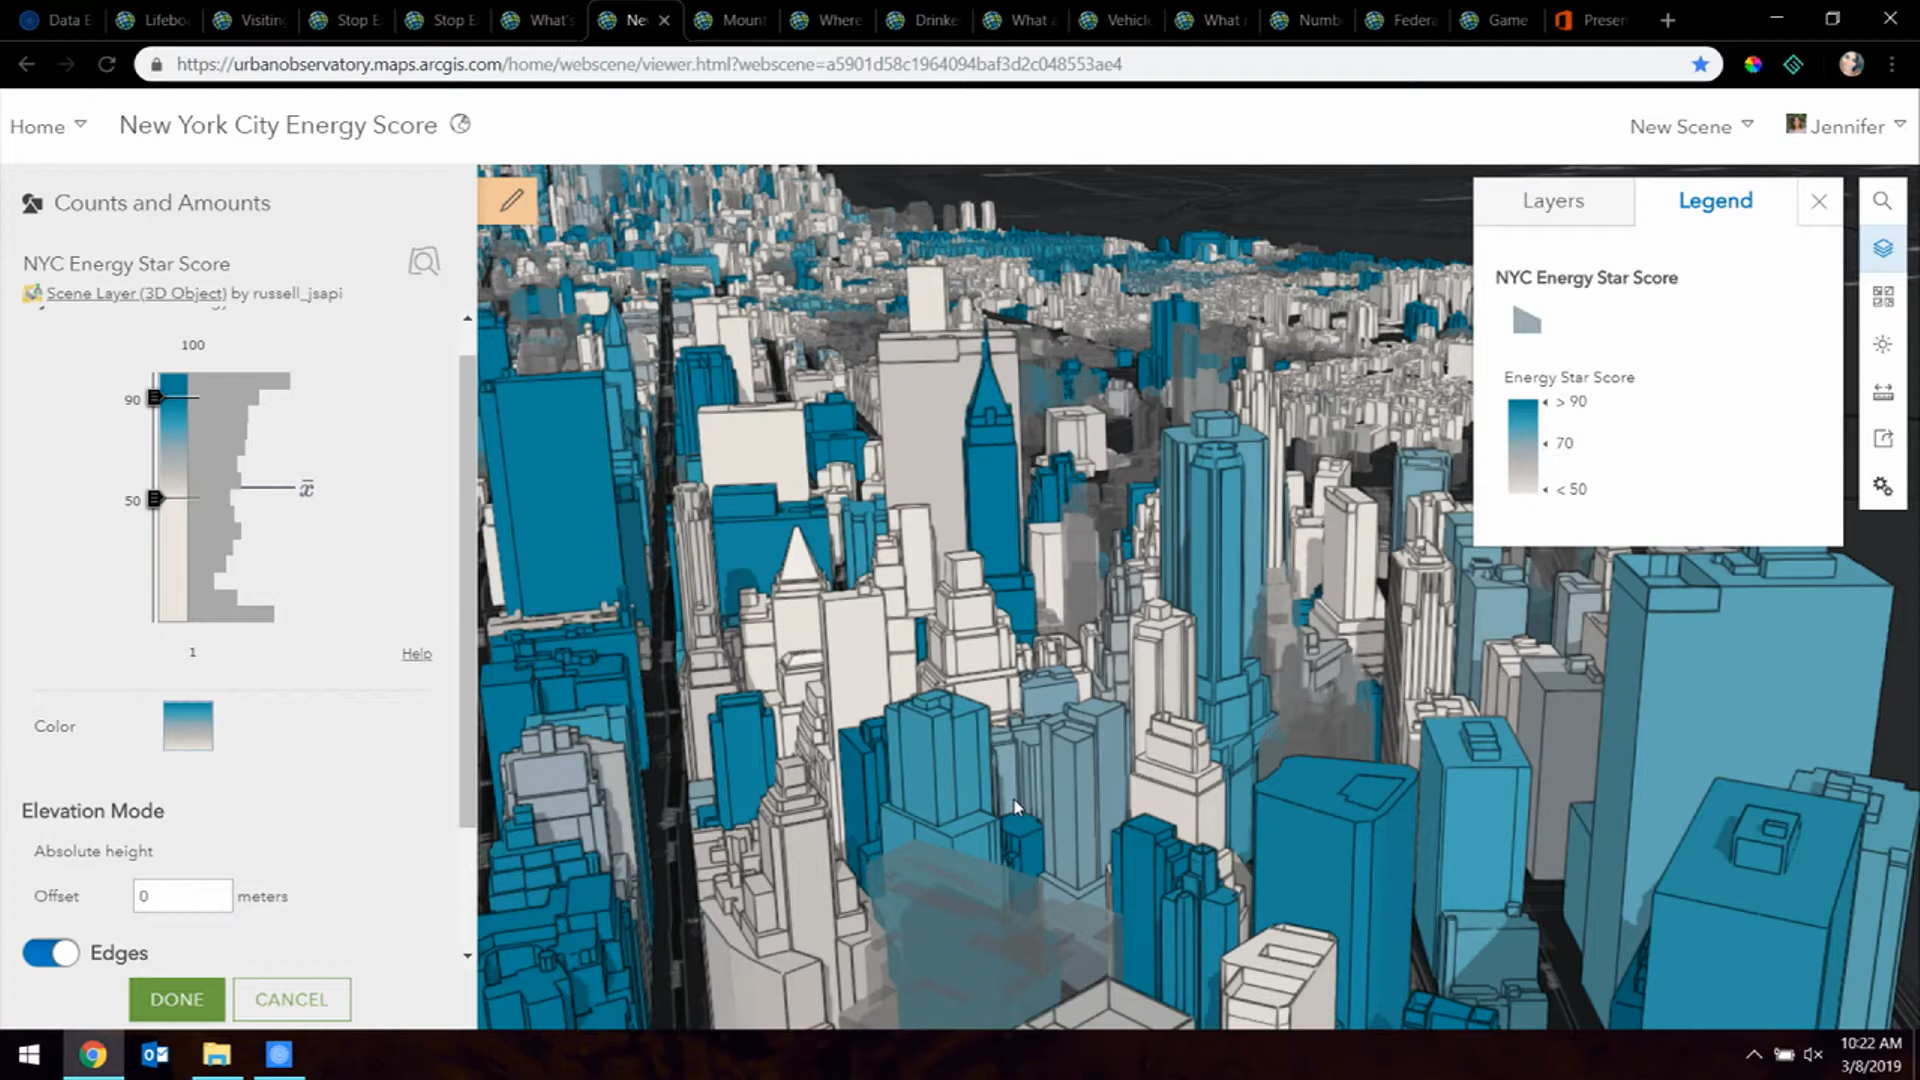 Data E
Lifebo
Visitin
Stop E
Stop E
What's
Ne
Mount
Where
Drinke
What a
Vehicle
What i
Numb
Federa
Game
Presen
https://urbanobservatory.maps.arcgis.com/home/webscene/viewer.html?webscene=a5901d58c1964094baf3d2c048553ae4
Home
New York City Energy Score
New Scene
Jennifer
Counts and Amounts
NYC Energy Star Score
Scene Layer (3D Object) by russell_jsapi
100
90
x̄
50
1
Help
Color
Elevation Mode
Absolute height
Offset 0 meters
Edges
DONE
CANCEL
Layers
Legend
NYC Energy Star Score
Energy Star Score
> 90
70
< 50
10:22 AM
3/8/2019